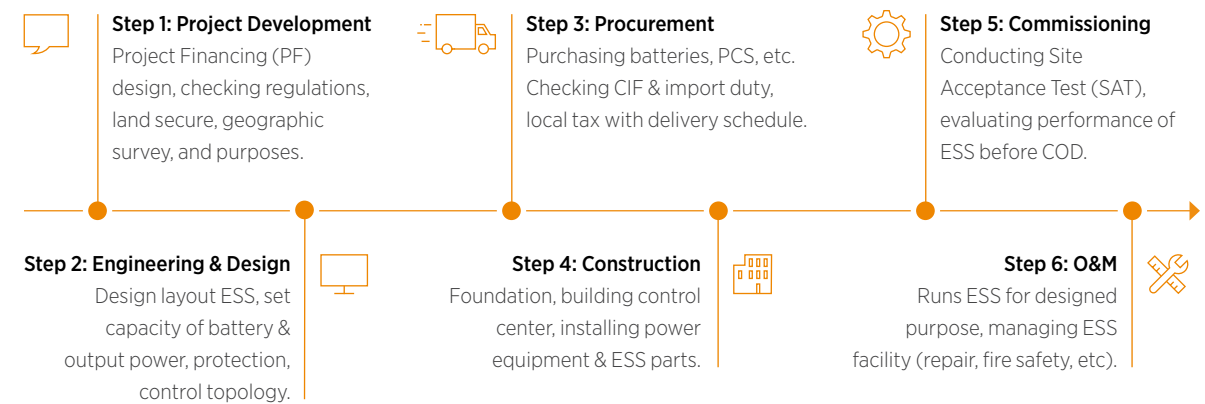 Step 1: Project Development
Project Financing (PF)
design, checking regulations,
land secure, geographic
survey, and purposes.
Step 2: Engineering & Design
Design layout ESS, set
capacity of battery &
output power, protection,
control topology.
Step 3: Procurement
Purchasing batteries, PCS, etc.
Checking CIF & import duty,
local tax with delivery schedule.
Step 4: Construction
Foundation, building control
center, installing power
equipment & ESS parts.
Step 5: Commissioning
Conducting Site
Acceptance Test (SAT),
evaluating performance of
ESS before COD.
Step 6: O&M
Runs ESS for designed
purpose, managing ESS
facility (repair, fire safety, etc).